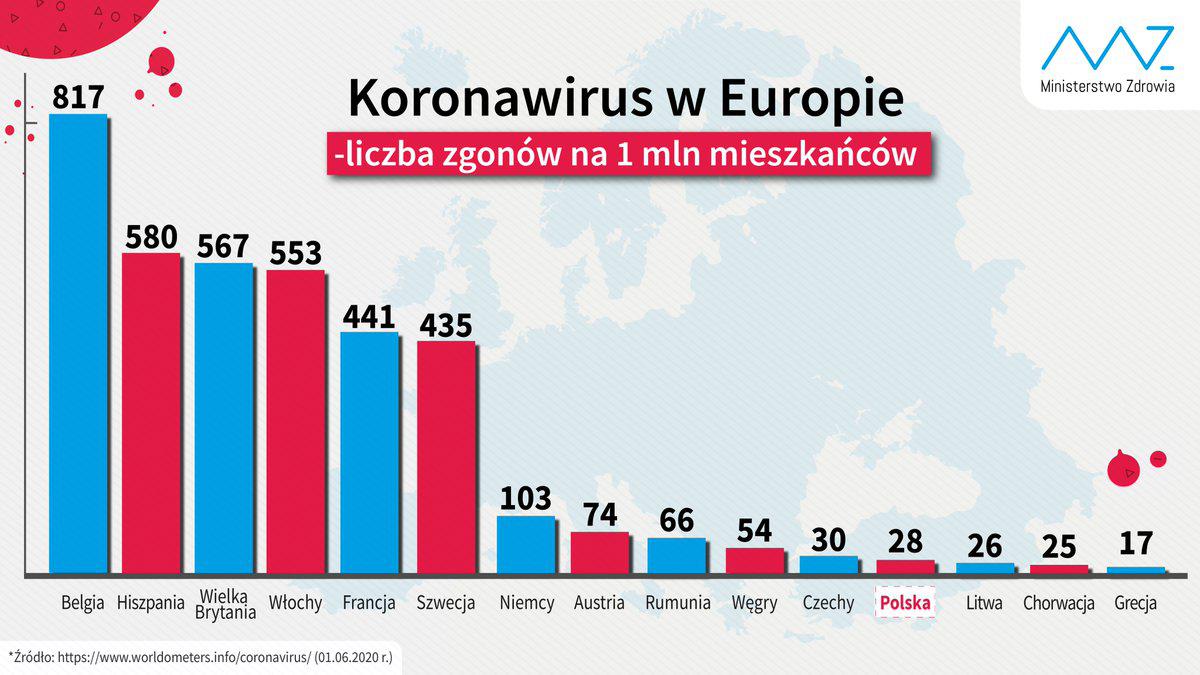 Ministerstwo Zdrowia
Koronawirus w Europie
-liczba zgonów na 1 mln mieszkańców
817
580
567
553
441
435
103
74
66
54
30
28
26
25
17
Belgia
Hiszpania
Wielka
Brytania
Włochy
Francja
Szwecja
Niemcy
Austria
Rumunia
Węgry
Czechy
Polska
Litwa
Chorwacja
Grecja
*Źródło: https://www.worldometers.info/coronavirus/ (01.06.2020 r.)